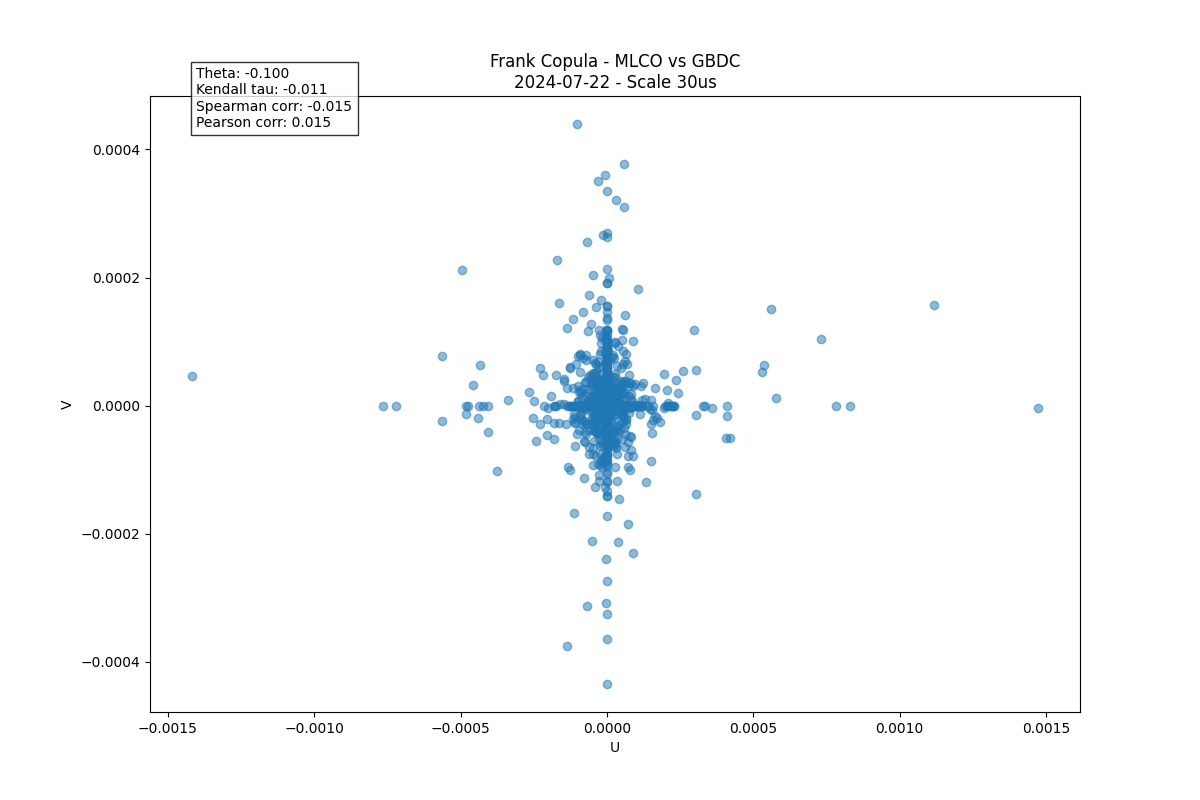 Frank Copula - MLCO vs GBDC
2024-07-22 - Scale 30us
Theta: -0.100
Kendall tau: -0.011
Spearman corr: -0.015
Pearson corr: 0.015
0.0004
0.0002
0.0000
−0.0002
−0.0004
V
−0.0015
−0.0010
−0.0005
0.0000
0.0005
0.0010
0.0015
U